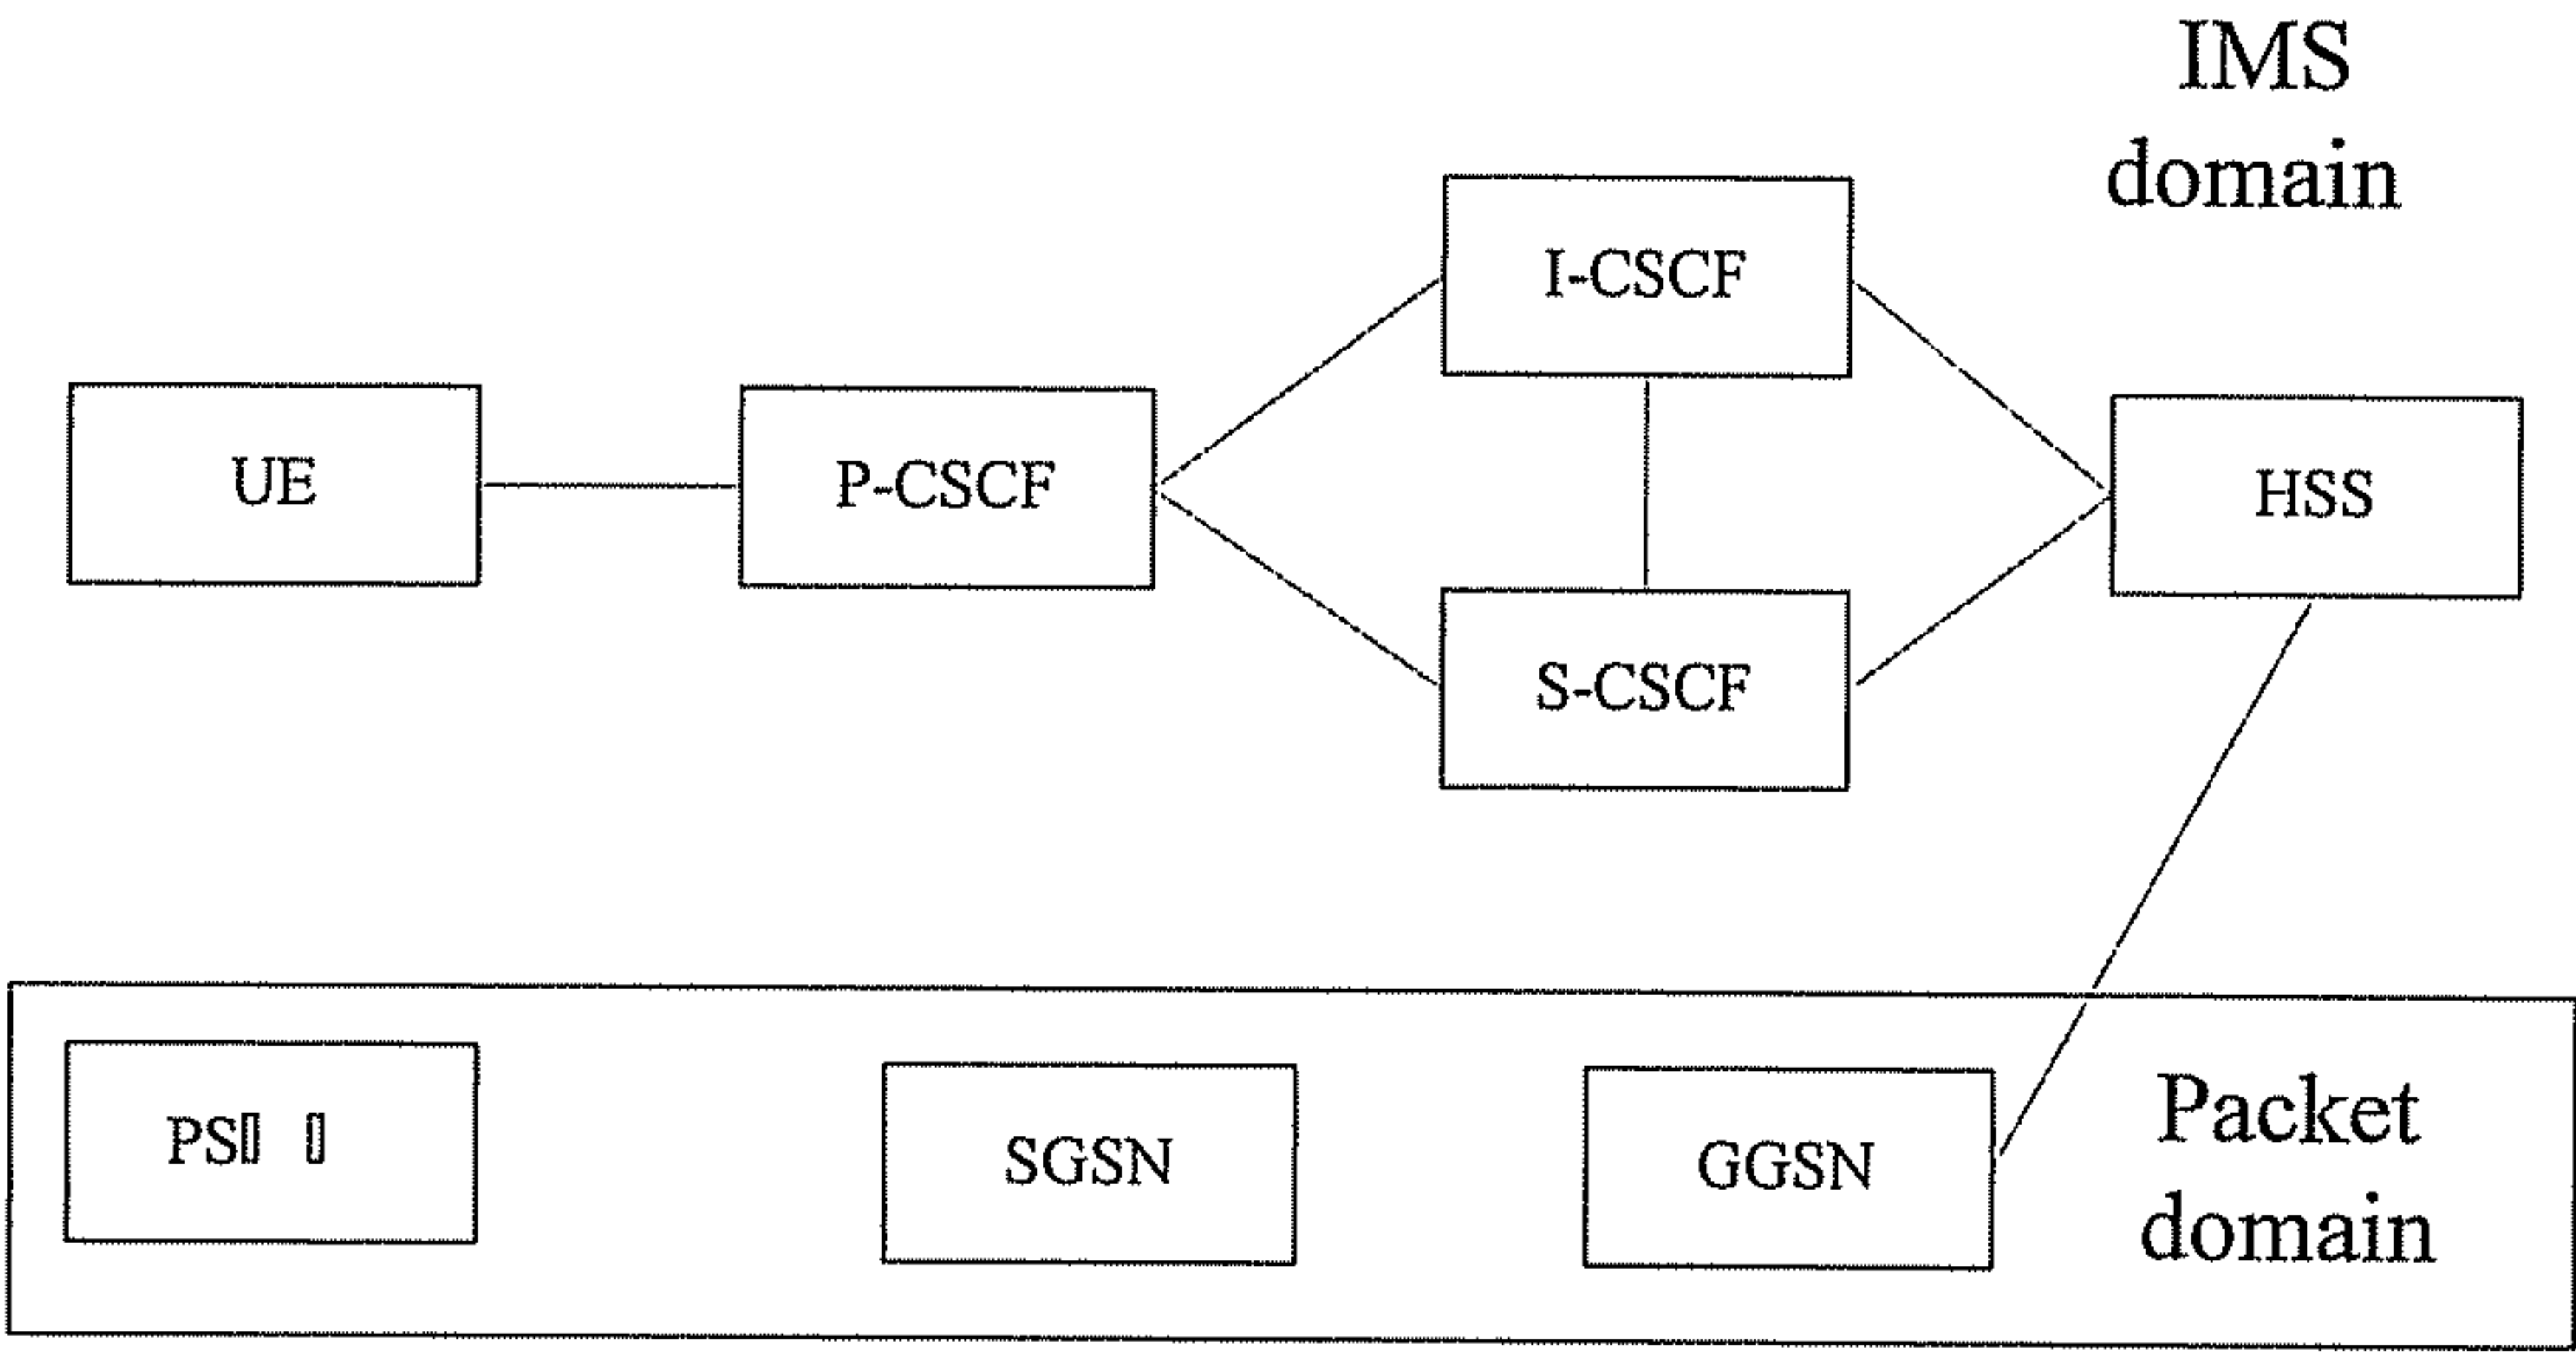 IMS
domain
I-CSCF
UE
P-CSCF
HSS
S-CSCF
PS
SGSN
GGSN
Packet
domain